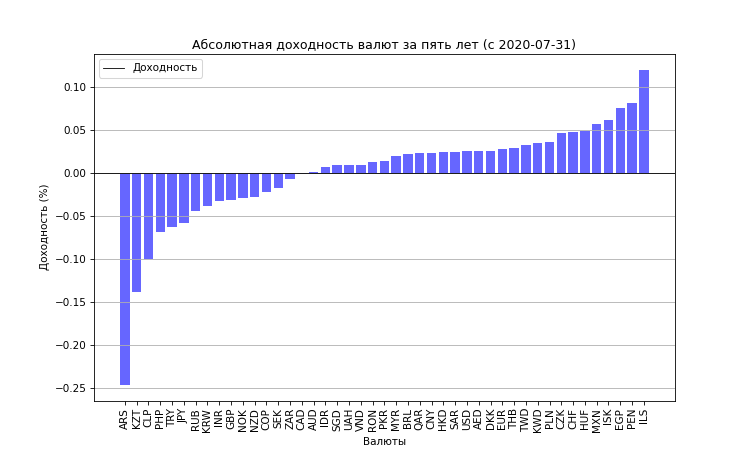 Абсолютная доходность валют за пять лет (с 2020-07-31)
Доходность
0.10
0.05
0.00
−0.05
−0.10
−0.15
−0.20
−0.25
Доходность (%)
ARS
KZT
CLP
PHP
TRY
JPY
RUB
KRW
INR
GBP
NOK
NZD
COP
SEK
ZAR
CAD
AUD
IDR
SGD
UAH
VND
RON
PKR
MYR
BRL
QAR
CNY
HKD
SAR
USD
AED
DKK
EUR
THB
TWD
KWD
PLN
CZK
CHF
HUF
MXN
ISK
EGP
PEN
ILS
Валюты